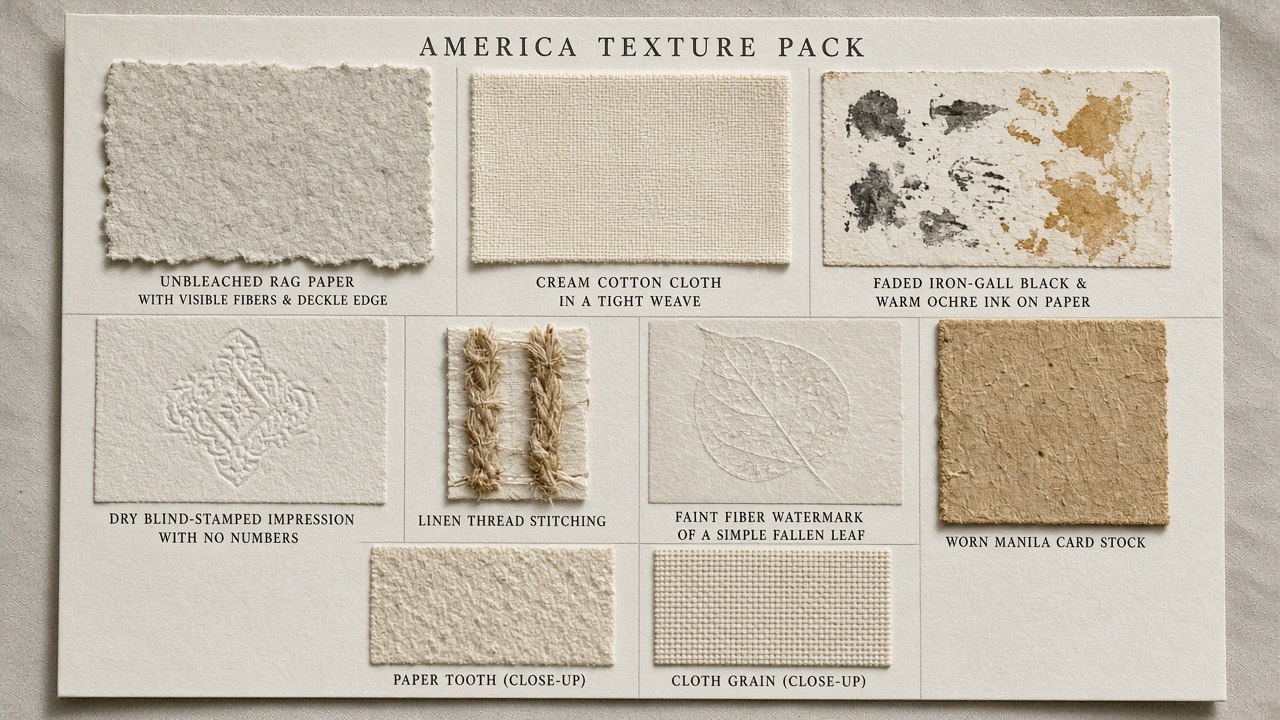 AMERICA TEXTURE PACK
UNBLEACHED RAG PAPER
WITH VISIBLE FIBERS & DECKLE EDGE
CREAM COTTON CLOTH
IN A TIGHT WEAVE
FADED IRON-GALL BLACK &
WARM OCHRE INK ON PAPER
DRY BLIND-STAMPED IMPRESSION
WITH NO NUMBERS
LINEN THREAD STITCHING
FAINT FIBER WATERMARK
OF A SIMPLE FALLEN LEAF
WORN MANILA CARD STOCK
PAPER TOOTH (CLOSE-UP)
CLOTH GRAIN (CLOSE-UP)